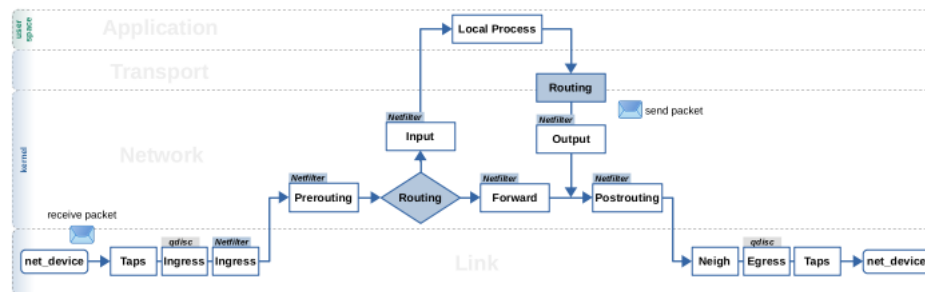 user
space
Application
Local Process
Transport
Routing
send packet
kernel
Network
Netfilter
Input
Netfilter
Output
Netfilter
Prerouting
Routing
Netfilter
Forward
Netfilter
Postrouting
receive packet
Link
net_device
Taps
qdisc
Ingress
Netfilter
Ingress
Neigh
qdisc
Egress
Taps
net_device